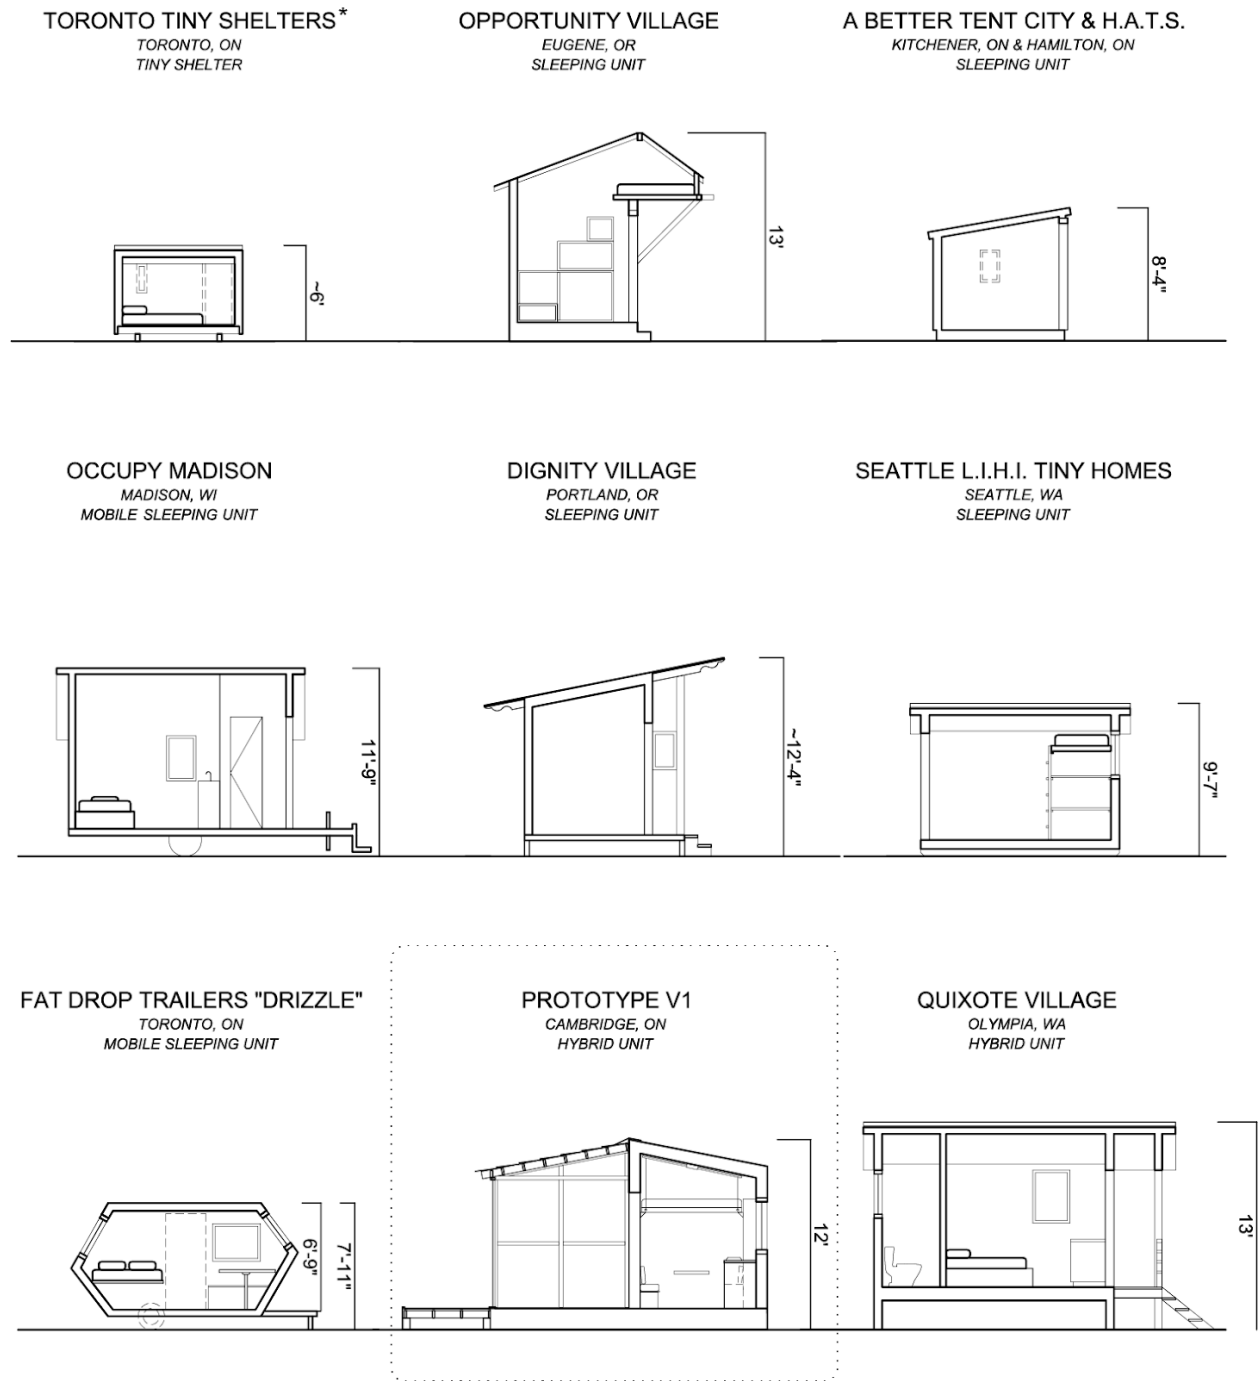 TORONTO TINY SHELTERS*
TORONTO, ON
TINY SHELTER
OPPORTUNITY VILLAGE
EUGENE, OR
SLEEPING UNIT
A BETTER TENT CITY & H.A.T.S.
KITCHENER, ON & HAMILTON, ON
SLEEPING UNIT
~6'
13'
8'-4"
OCCUPY MADISON
MADISON, WI
MOBILE SLEEPING UNIT
DIGNITY VILLAGE
PORTLAND, OR
SLEEPING UNIT
SEATTLE L.I.H.I. TINY HOMES
SEATTLE, WA
SLEEPING UNIT
11'-9"
~12'-4"
9'-7"
FAT DROP TRAILERS "DRIZZLE"
TORONTO, ON
MOBILE SLEEPING UNIT
PROTOTYPE V1
CAMBRIDGE, ON
HYBRID UNIT
QUIXOTE VILLAGE
OLYMPIA, WA
HYBRID UNIT
6'-9"
7'-11"
12'
13'